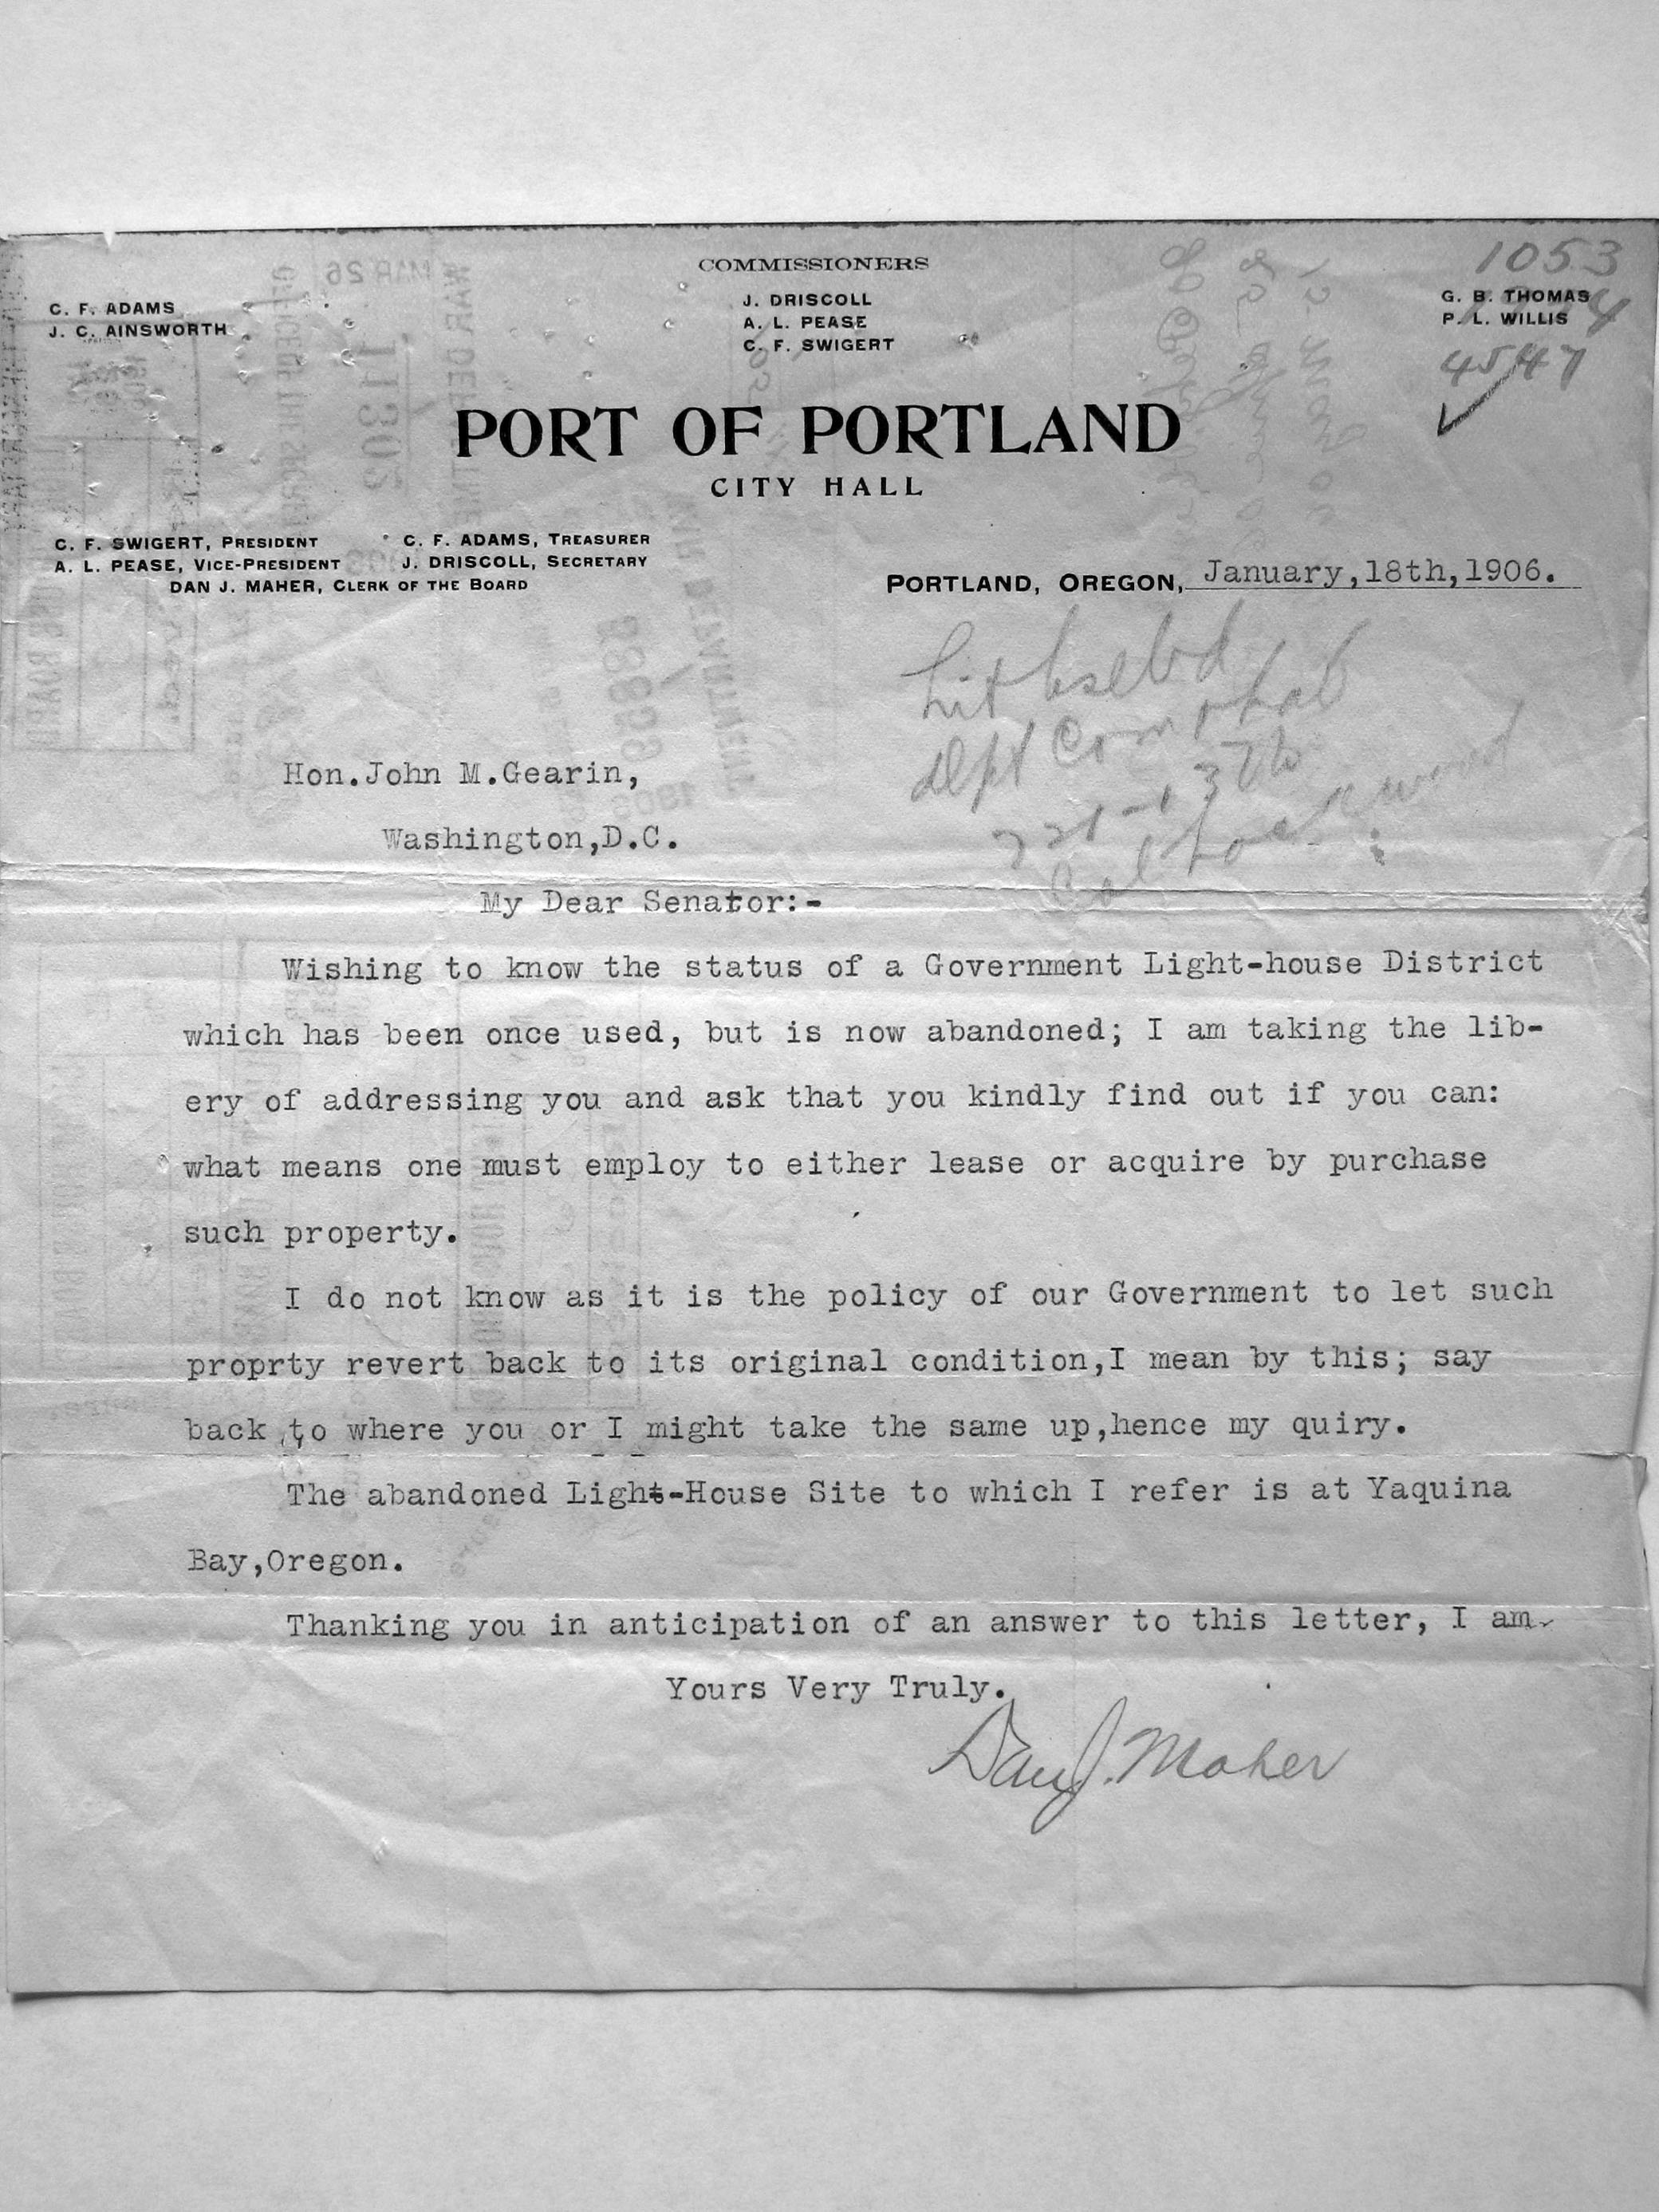 COMMISSIONERS
C. F. ADAMS
J. C. AINSWORTH
J. DRISCOLL
A. L. PEASE
C. F. SWIGERT
1053
G. B. THOMAS
P. L. WILLIS
4547
PORT OF PORTLAND
CITY HALL
C. F. SWIGERT, PRESIDENT
A. L. PEASE, VICE-PRESIDENT
C. F. ADAMS, TREASURER
J. DRISCOLL, SECRETARY
DAN J. MAHER, CLERK OF THE BOARD
PORTLAND, OREGON, January,18th,1906.
dept Com
Hon.John M.Gearin,
Washington,D.C.
My Dear Senator:-
Wishing to know the status of a Government Light-house District
which has been once used, but is now abandoned; I am taking the lib-
ery of addressing you and ask that you kindly find out if you can:
what means one must employ to either lease or acquire by purchase
such property.
I do not know as it is the policy of our Government to let such
proprty revert back to its original condition,I mean by this; say
back to where you or I might take the same up,hence my quiry.
The abandoned Light-House Site to which I refer is at Yaquina
Bay,Oregon.
Thanking you in anticipation of an answer to this letter, I am
Yours Very Truly.
Dan J. Maher